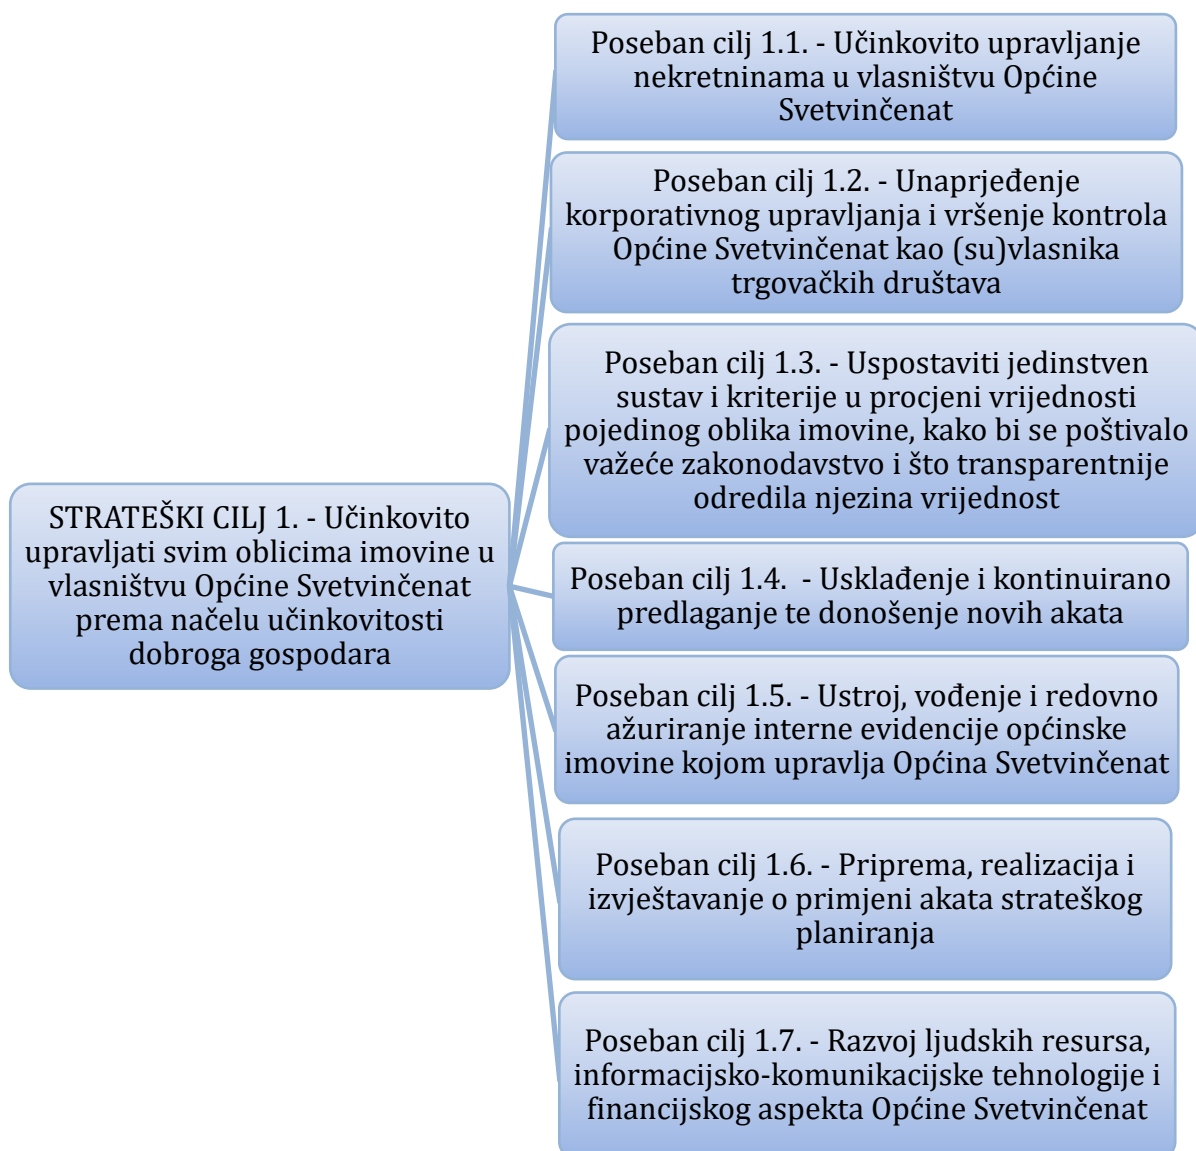 STRATEŠKI CILJ 1. - Učinkovito
upravljati svim oblicima imovine u
vlasništvu Općine Svetvinčenat
prema načelu učinkovitosti
dobroga gospodara
Poseban cilj 1.1. - Učinkovito upravljanje
nekretninama u vlasništvu Općine
Svetvinčenat
Poseban cilj 1.2. - Unaprjeđenje
korporativnog upravljanja i vršenje kontrola
Općine Svetvinčenat kao (su)vlasnika
trgovačkih društava
Poseban cilj 1.3. - Uspostaviti jedinstven
sustav i kriterije u procjeni vrijednosti
pojedinog oblika imovine, kako bi se poštivalo
važeće zakonodavstvo i što transparentnije
odredila njezina vrijednost
Poseban cilj 1.4.  - Usklađenje i kontinuirano
predlaganje te donošenje novih akata
Poseban cilj 1.5. - Ustroj, vođenje i redovno
ažuriranje interne evidencije općinske
imovine kojom upravlja Općina Svetvinčenat
Poseban cilj 1.6. - Priprema, realizacija i
izvještavanje o primjeni akata strateškog
planiranja
Poseban cilj 1.7. - Razvoj ljudskih resursa,
informacijsko-komunikacijske tehnologije i
financijskog aspekta Općine Svetvinčenat